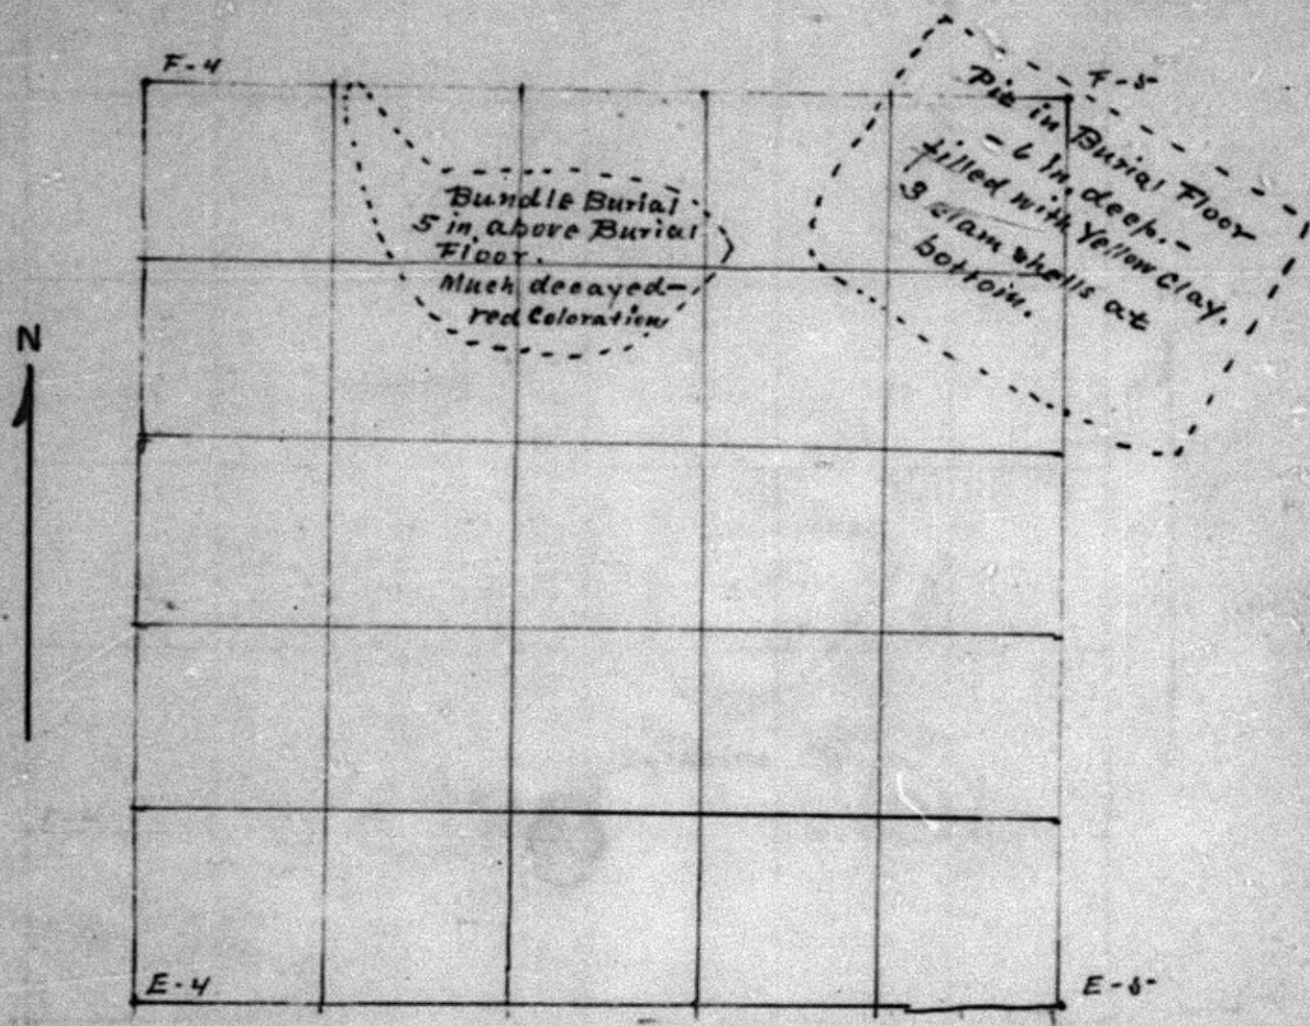 F-4
F-5
Bundle Burial
5 in. above Burial
Floor.
Much decayed-
red Coloration
Pit in Burial Floor
- 6 In. deep. -
filled with Yellow Clay.
3 clam shells at
bottom.
N
E-4
E-5